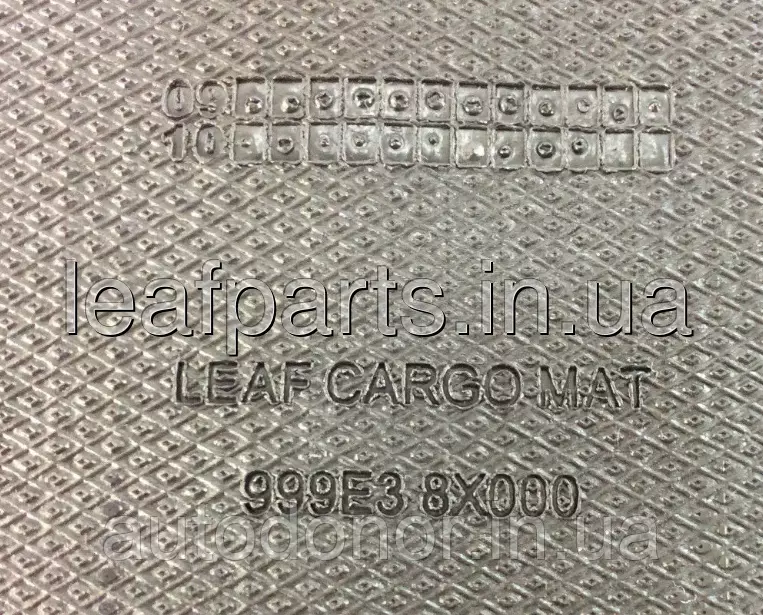 09
10
leafparts.in.ua
LEAF CARGO MAT
999E3 8X000
autodonor.in.ua